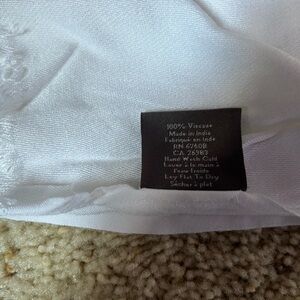 100% Viscose
Made in India
Fabriqué en Inde
RN 67608
CA 26983
Hand Wash Cold
Laver à la main à
l'eau froide
Lay Flat To Dry
Sécher à plat